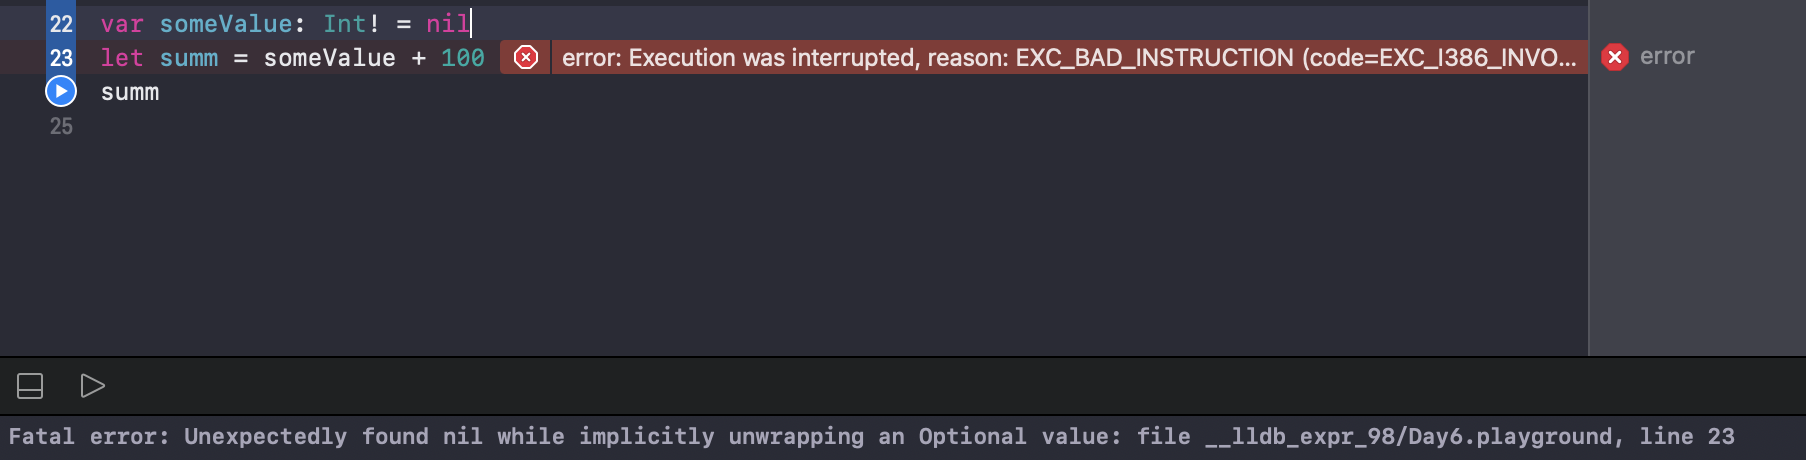 22 var someValue: Int! = nil
23 let summ = someValue + 100 error: Execution was interrupted, reason: EXC_BAD_INSTRUCTION (code=EXC_I386_INVO... error
summ
25
Fatal error: Unexpectedly found nil while implicitly unwrapping an Optional value: file __lldb_expr_98/Day6.playground, line 23